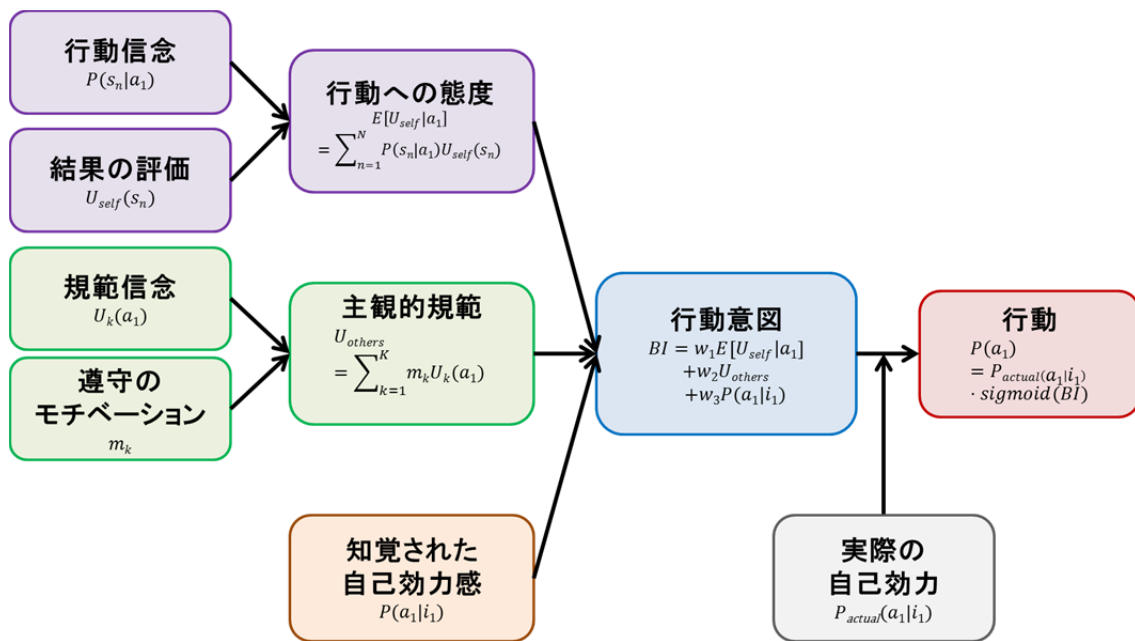 行動信念
P(s_n|a_1)
結果の評価
U_self(s_n)
行動への態度
E[U_self|a_1]
= ∑_{n=1}^{N} P(s_n|a_1)U_self(s_n)
規範信念
U_k(a_1)
遵守の
モチベーション
m_k
主観的規範
U_others
= ∑_{k=1}^{K} m_k U_k(a_1)
知覚された
自己効力感
P(a_1|i_1)
行動意図
BI = w_1E[U_self|a_1]
+w_2U_others
+w_3P(a_1|i_1)
実際の
自己効力
P_actual(a_1|i_1)
行動
P(a_1)
= P_actual(a_1|i_1)
· sigmoid(BI)